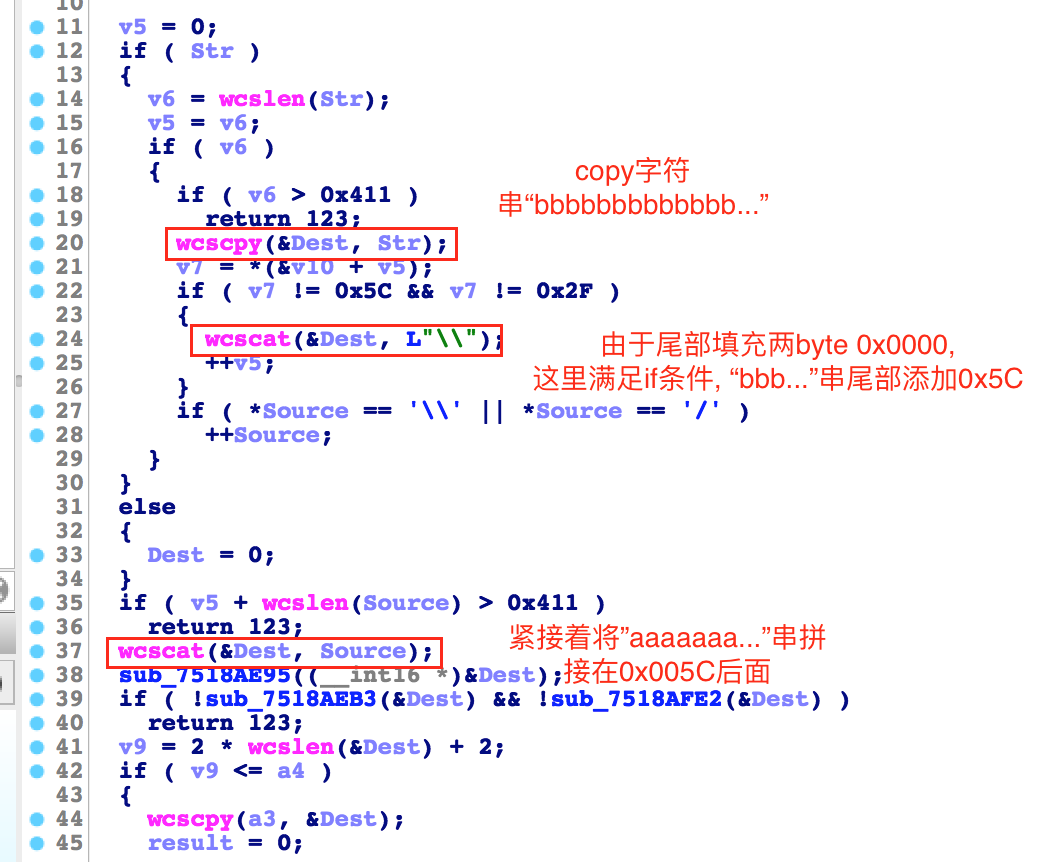 10
11 v5 = 0;
12 if ( Str )
13 {
14 v6 = wcslen(Str);
15 v5 = v6;
16 if ( v6 )
17 {
18 if ( v6 > 0x411 )
19 return 123;
20 wcscpy(&Dest, Str);
21 v7 = *(&v10 + v5);
22 if ( v7 != 0x5C && v7 != 0x2F )
23 {
24 wcscat(&Dest, L"\\");
25 ++v5;
26 }
27 if ( *Source == '\\' || *Source == '/' )
28 ++Source;
29 }
30 }
31 else
32 {
33 Dest = 0;
34 }
35 if ( v5 + wcslen(Source) > 0x411 )
36 return 123;
37 wcscat(&Dest, Source);
38 sub_7518AE95((__int16 *)&Dest);
39 if ( !sub_7518AEB3(&Dest) && !sub_7518AFE2(&Dest) )
40 return 123;
41 v9 = 2 * wcslen(&Dest) + 2;
42 if ( v9 <= a4 )
43 {
44 wcscpy(a3, &Dest);
45 result = 0;
copy字符
串“bbbbbbbbbbbbb...”
由于尾部填充两byte 0x0000,
这里满足if条件, “bbb...”串尾部添加0x5C
紧接着将”aaaaaaa...”串拼
接在0x005C后面